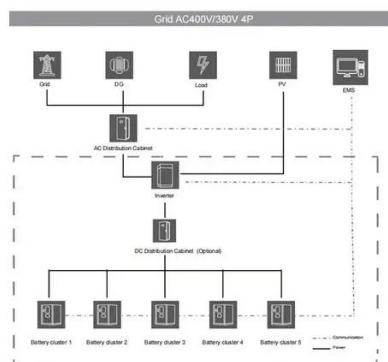 Grid AC400V/380V 4P
Grid
DG
Load
PV
EMS
AC Distribution Cabinet
Inverter
DC Distribution Cabinet (Optional)
Battery cluster 1
Battery cluster 2
Battery cluster 3
Battery cluster 4
Battery cluster 5
Communication
Power